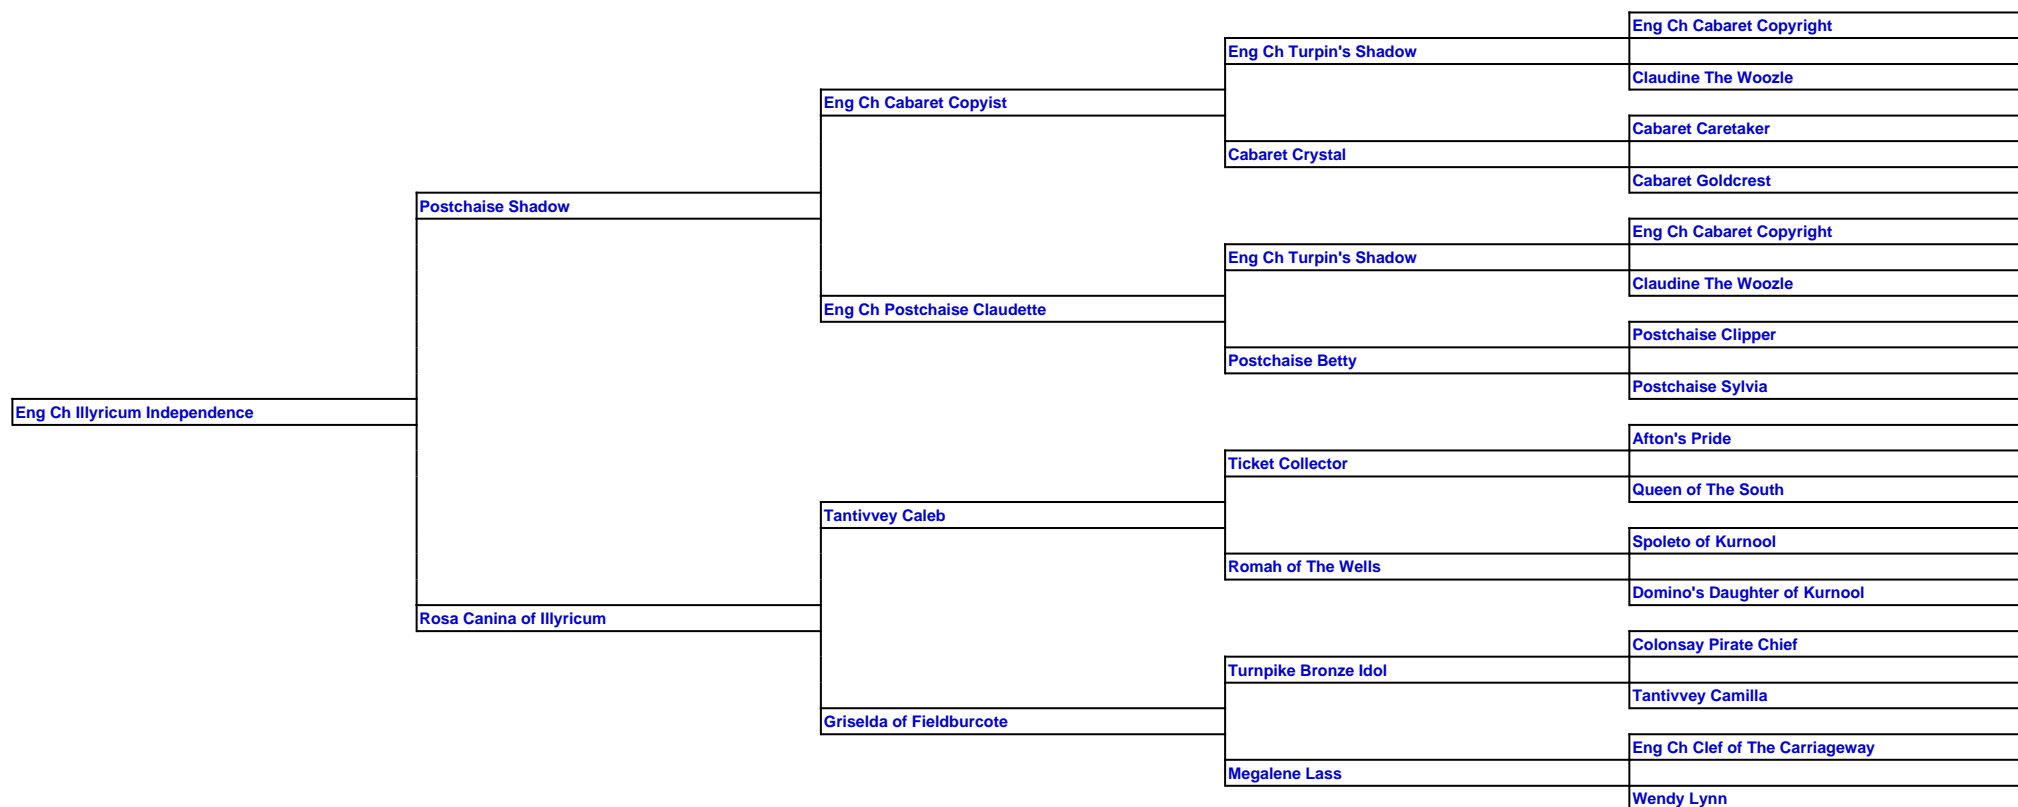 Eng Ch Cabaret Copyright
Eng Ch Turpin's Shadow
Claudine The Woozle
Eng Ch Cabaret Copyist
Cabaret Caretaker
Cabaret Crystal
Cabaret Goldcrest
Postchaise Shadow
Eng Ch Cabaret Copyright
Eng Ch Turpin's Shadow
Claudine The Woozle
Eng Ch Postchaise Claudette
Postchaise Clipper
Postchaise Betty
Postchaise Sylvia
Eng Ch Illyricum Independence
Afton's Pride
Ticket Collector
Queen of The South
Tantivvey Caleb
Spoleto of Kurnool
Romah of The Wells
Domino's Daughter of Kurnool
Rosa Canina of Illyricum
Colonsay Pirate Chief
Turnpike Bronze Idol
Tantivvey Camilla
Griselda of Fieldburcote
Eng Ch Clef of The Carriageway
Megalene Lass
Wendy Lynn